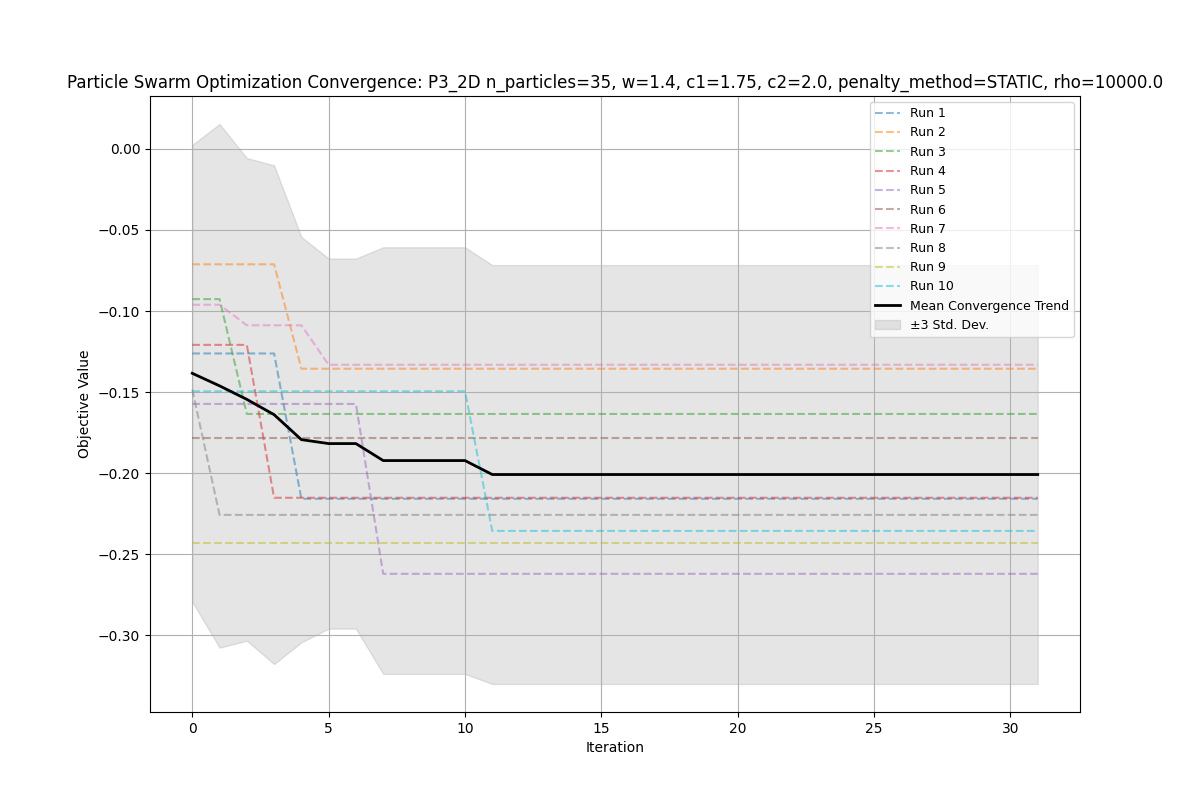 Particle Swarm Optimization Convergence: P3_2D n_particles=35, w=1.4, c1=1.75, c2=2.0, penalty_method=STATIC, rho=10000.0
Run 1
Run 2
Run 3
Run 4
Run 5
Run 6
Run 7
Run 8
Run 9
Run 10
Mean Convergence Trend
±3 Std. Dev.
Objective Value
0.00
−0.05
−0.10
−0.15
−0.20
−0.25
−0.30
0 5 10 15 20 25 30
Iteration